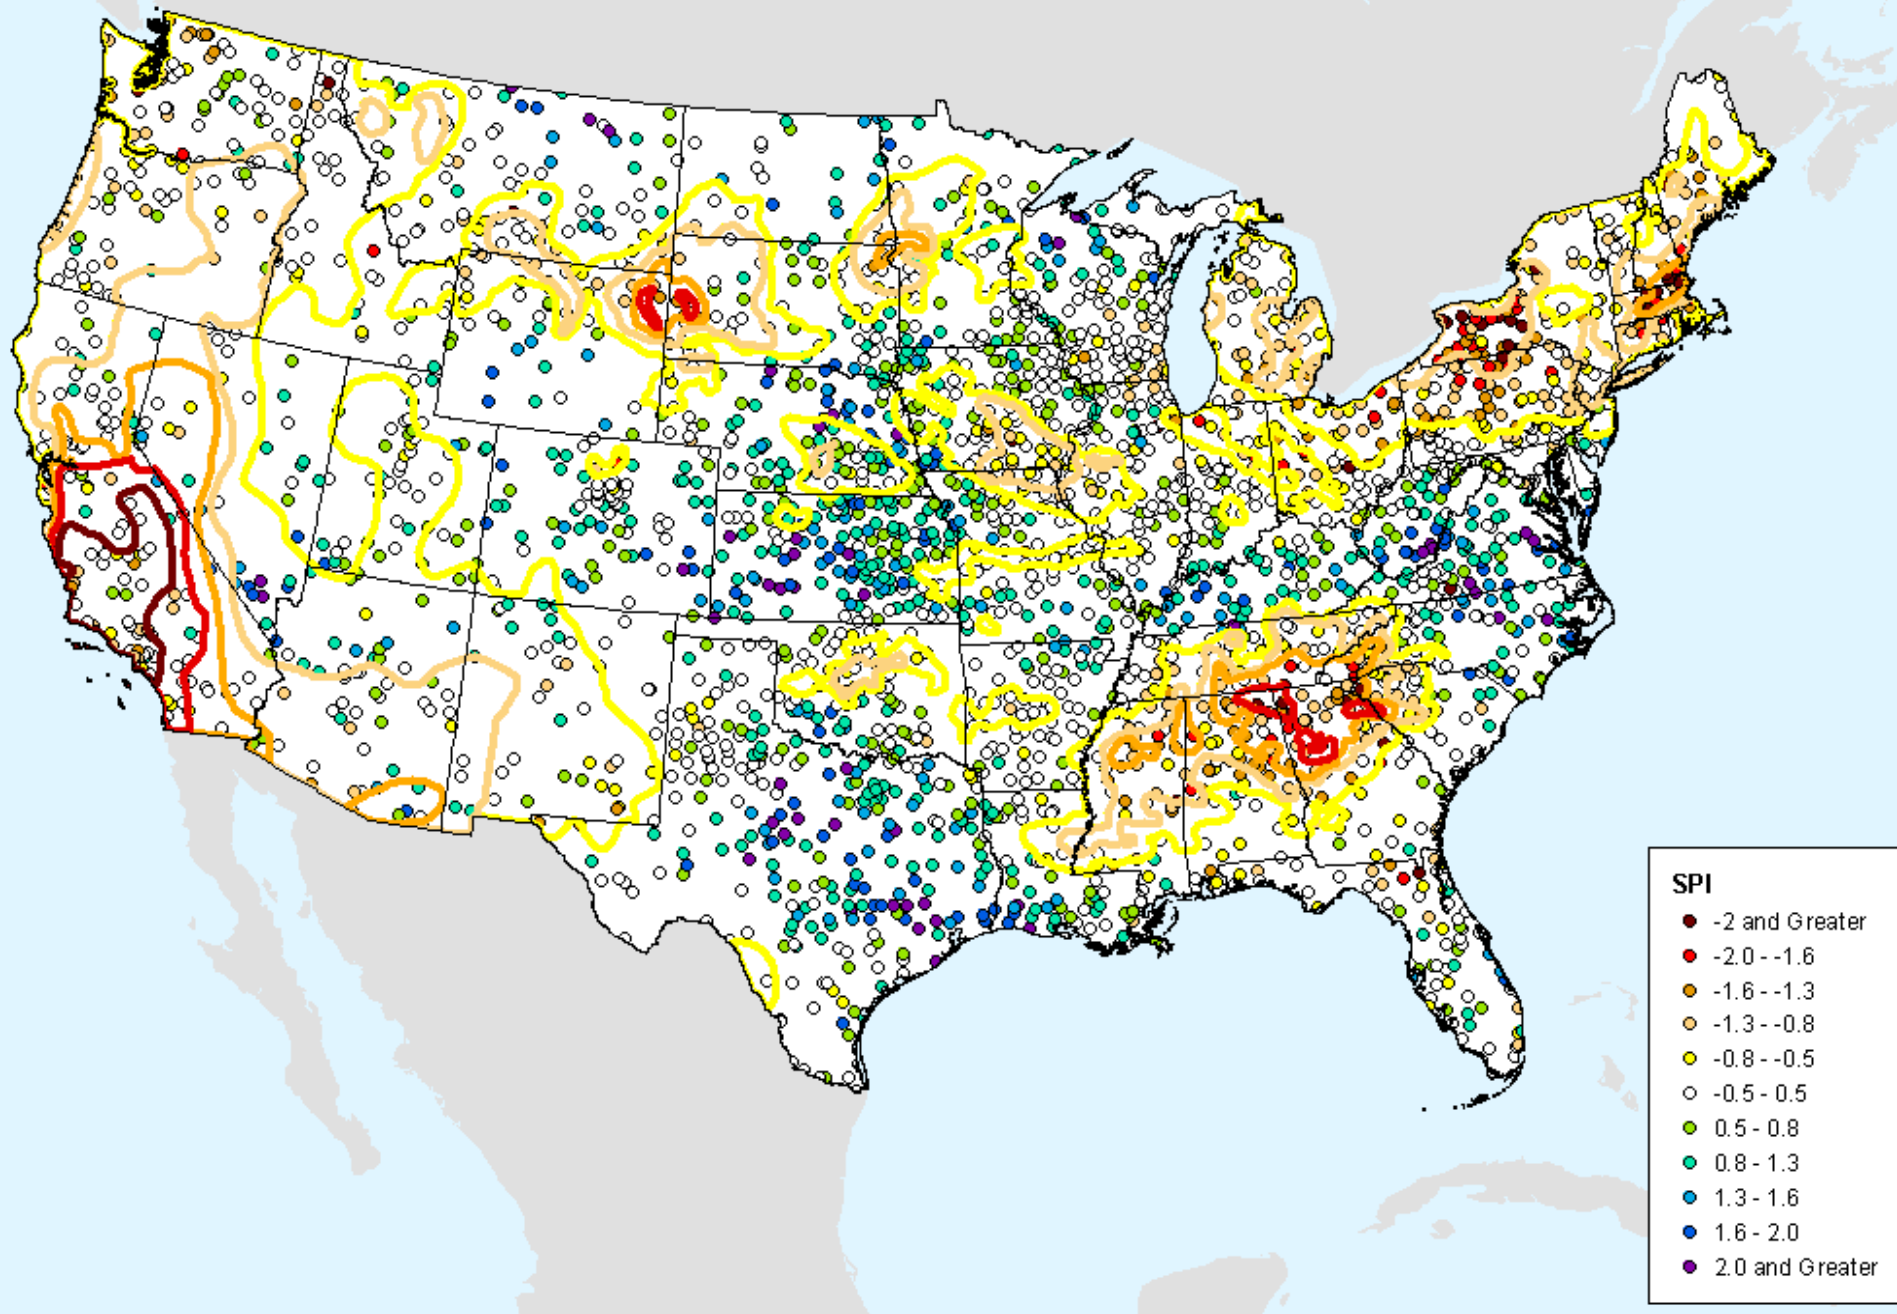 SPI
-2 and Greater
-2.0 - -1.6
-1.6 - -1.3
-1.3 - -0.8
-0.8 - -0.5
-0.5 - 0.5
0.5 - 0.8
0.8 - 1.3
1.3 - 1.6
1.6 - 2.0
2.0 and Greater